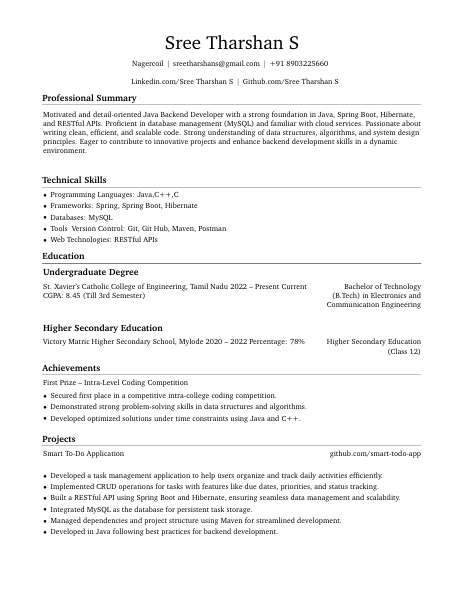 Sree Tharshan S
Nagercoil | sreetharshans@gmail.com | +91 8903225660
Linkedin.com/Sree Tharshan S | Github.com/Sree Tharshan S
Professional Summary
Motivated and detail-oriented Java Backend Developer with a strong foundation in Java, Spring Boot, Hibernate,
and RESTful APIs. Proficient in database management (MySQL) and familiar with cloud services. Passionate about
writing clean, efficient, and scalable code. Strong understanding of data structures, algorithms, and system design
principles. Eager to contribute to innovative projects and enhance backend development skills in a dynamic
environment.
Technical Skills
• Programming Languages: Java,C++,C
• Frameworks: Spring, Spring Boot, Hibernate
• Databases: MySQL
• Tools Version Control: Git, Git Hub, Maven, Postman
• Web Technologies: RESTful APIs
Education
Undergraduate Degree
St. Xavier's Catholic College of Engineering, Tamil Nadu 2022 – Present Current
CGPA: 8.45 (Till 3rd Semester)
Bachelor of Technology
(B.Tech) in Electronics and
Communication Engineering
Higher Secondary Education
Victory Matric Higher Secondary School, Mylode 2020 – 2022 Percentage: 78%
Higher Secondary Education
(Class 12)
Achievements
First Prize – Intra-Level Coding Competition
• Secured first place in a competitive intra-college coding competition.
• Demonstrated strong problem-solving skills in data structures and algorithms.
• Developed optimized solutions under time constraints using Java and C++.
Projects
Smart To-Do Application github.com/smart-todo-app
• Developed a task management application to help users organize and track daily activities efficiently.
• Implemented CRUD operations for tasks with features like due dates, priorities, and status tracking.
• Built a RESTful API using Spring Boot and Hibernate, ensuring seamless data management and scalability.
• Integrated MySQL as the database for persistent task storage.
• Managed dependencies and project structure using Maven for streamlined development.
• Developed in Java following best practices for backend development.